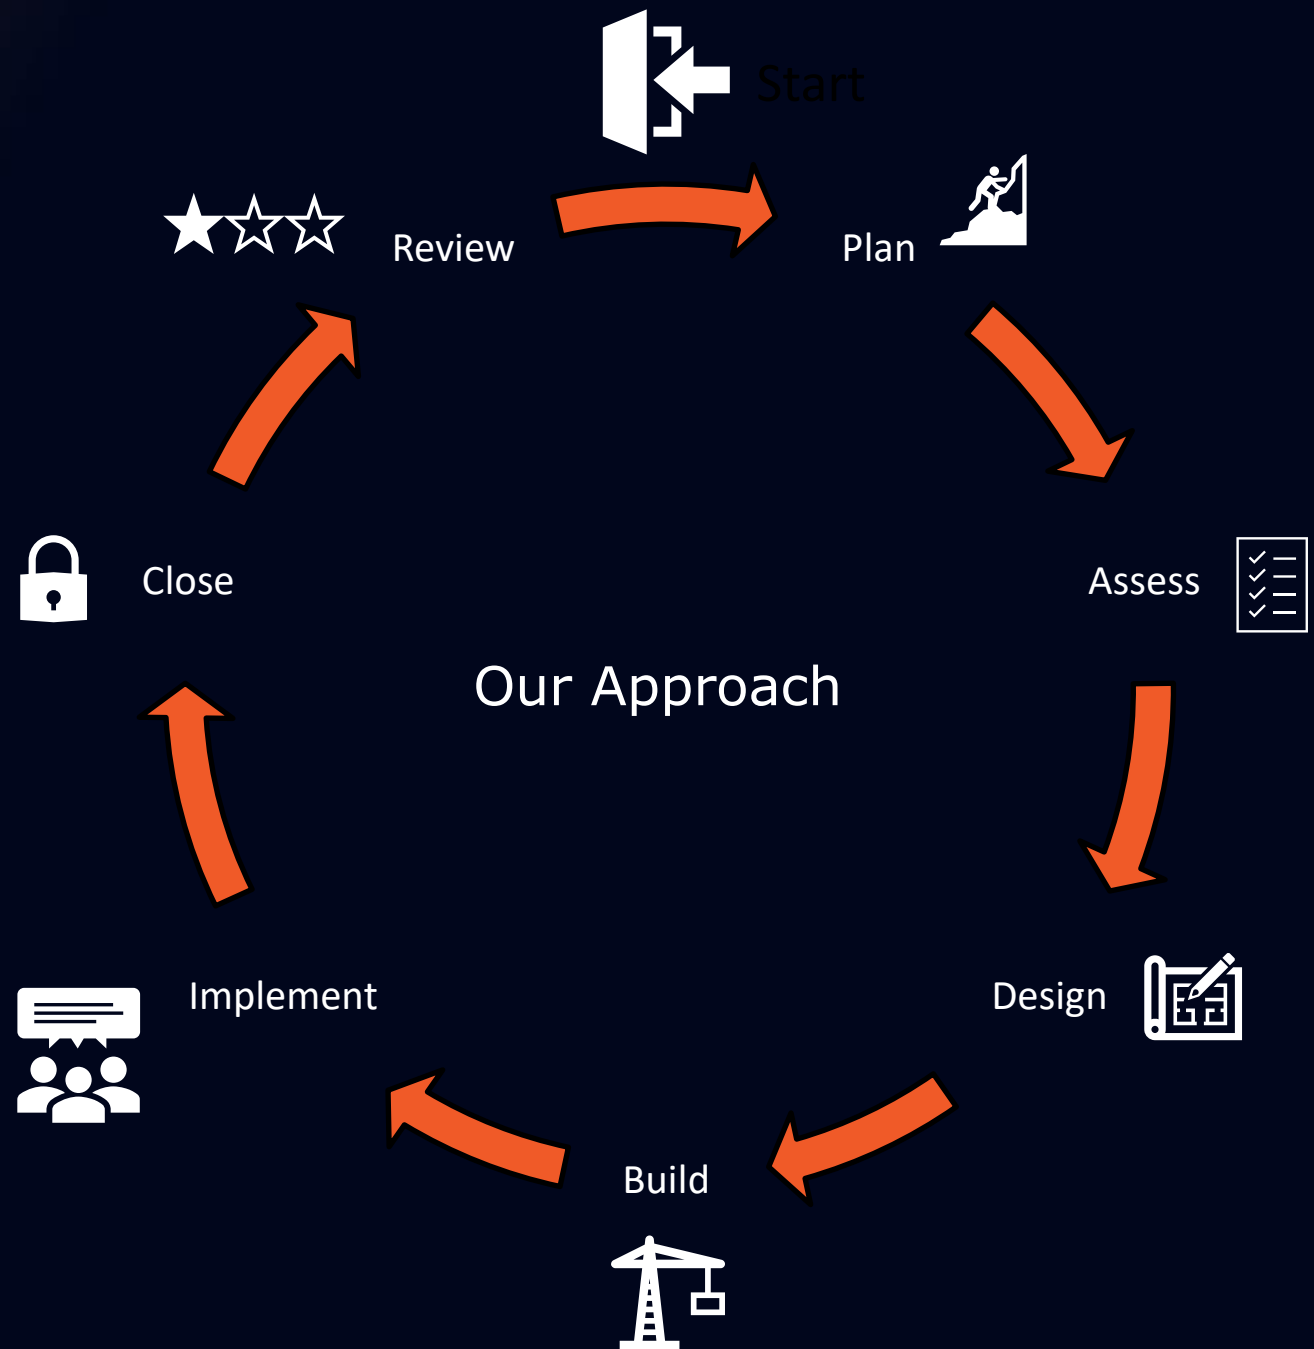 Start
Review
Plan
Close
Assess
Our Approach
Implement
Design
Build